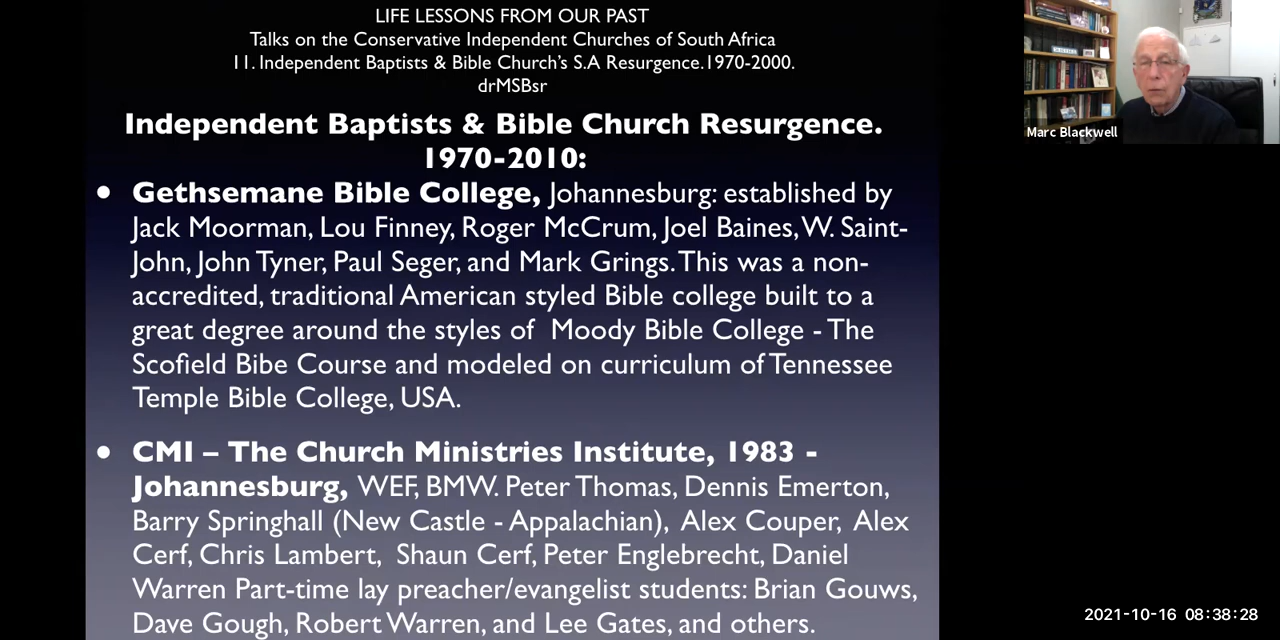 LIFE LESSONS FROM OUR PAST
Talks on the Conservative Independent Churches of South Africa
11. Independent Baptists & Bible Church's S.A Resurgence.1970-2000.
drMSBsr
Independent Baptists & Bible Church Resurgence.
1970-2010:
• Gethsemane Bible College, Johannesburg: established by
Jack Moorman, Lou Finney, Roger McCrum, Joel Baines, W. Saint-
John, John Tyner, Paul Seger, and Mark Grings. This was a non-
accredited, traditional American styled Bible college built to a
great degree around the styles of Moody Bible College - The
Scofield Bibe Course and modeled on curriculum of Tennessee
Temple Bible College, USA.
• CMI – The Church Ministries Institute, 1983 -
Johannesburg, WEF, BMW. Peter Thomas, Dennis Emerton,
Barry Springhall (New Castle - Appalachian), Alex Couper, Alex
Cerf, Chris Lambert, Shaun Cerf, Peter Englebrecht, Daniel
Warren Part-time lay preacher/evangelist students: Brian Gouws,
Dave Gough, Robert Warren, and Lee Gates, and others.
Marc Blackwell
2021-10-16 08:38:28